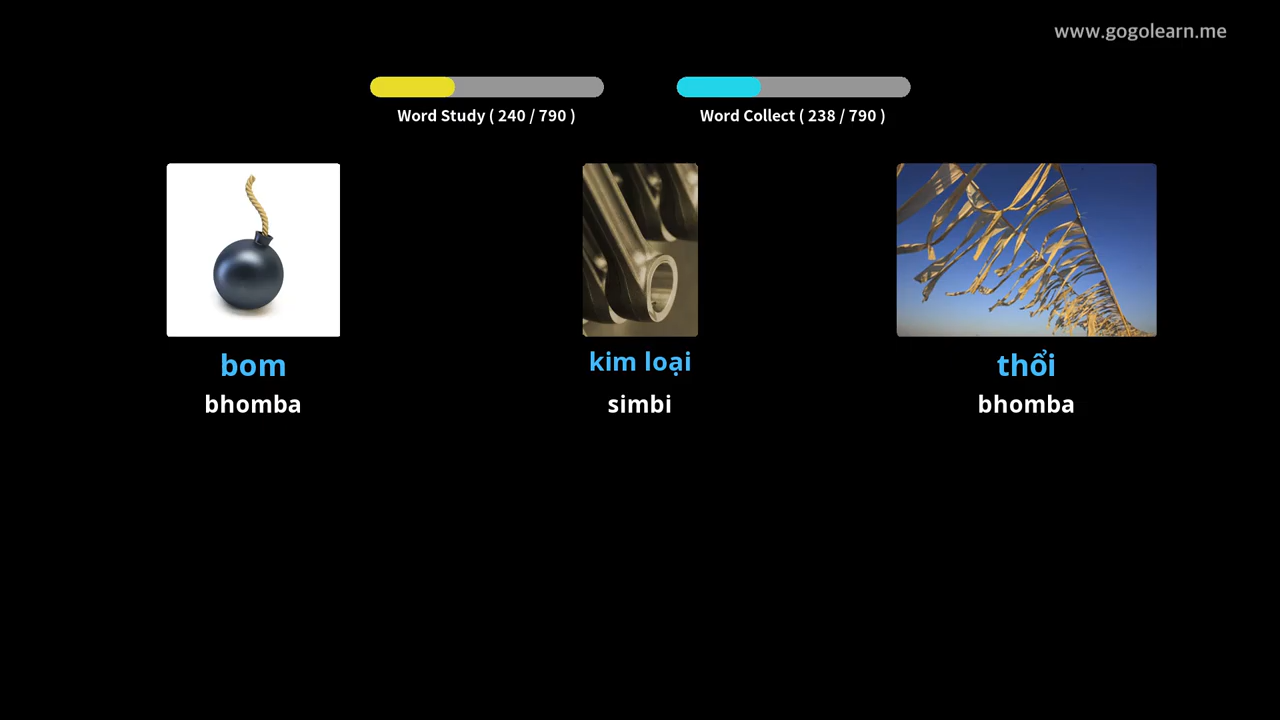 www.gogolearn.me
Word Study ( 240 / 790 )
Word Collect ( 238 / 790 )
bom
bhomba
kim loại
simbi
thổi
bhomba